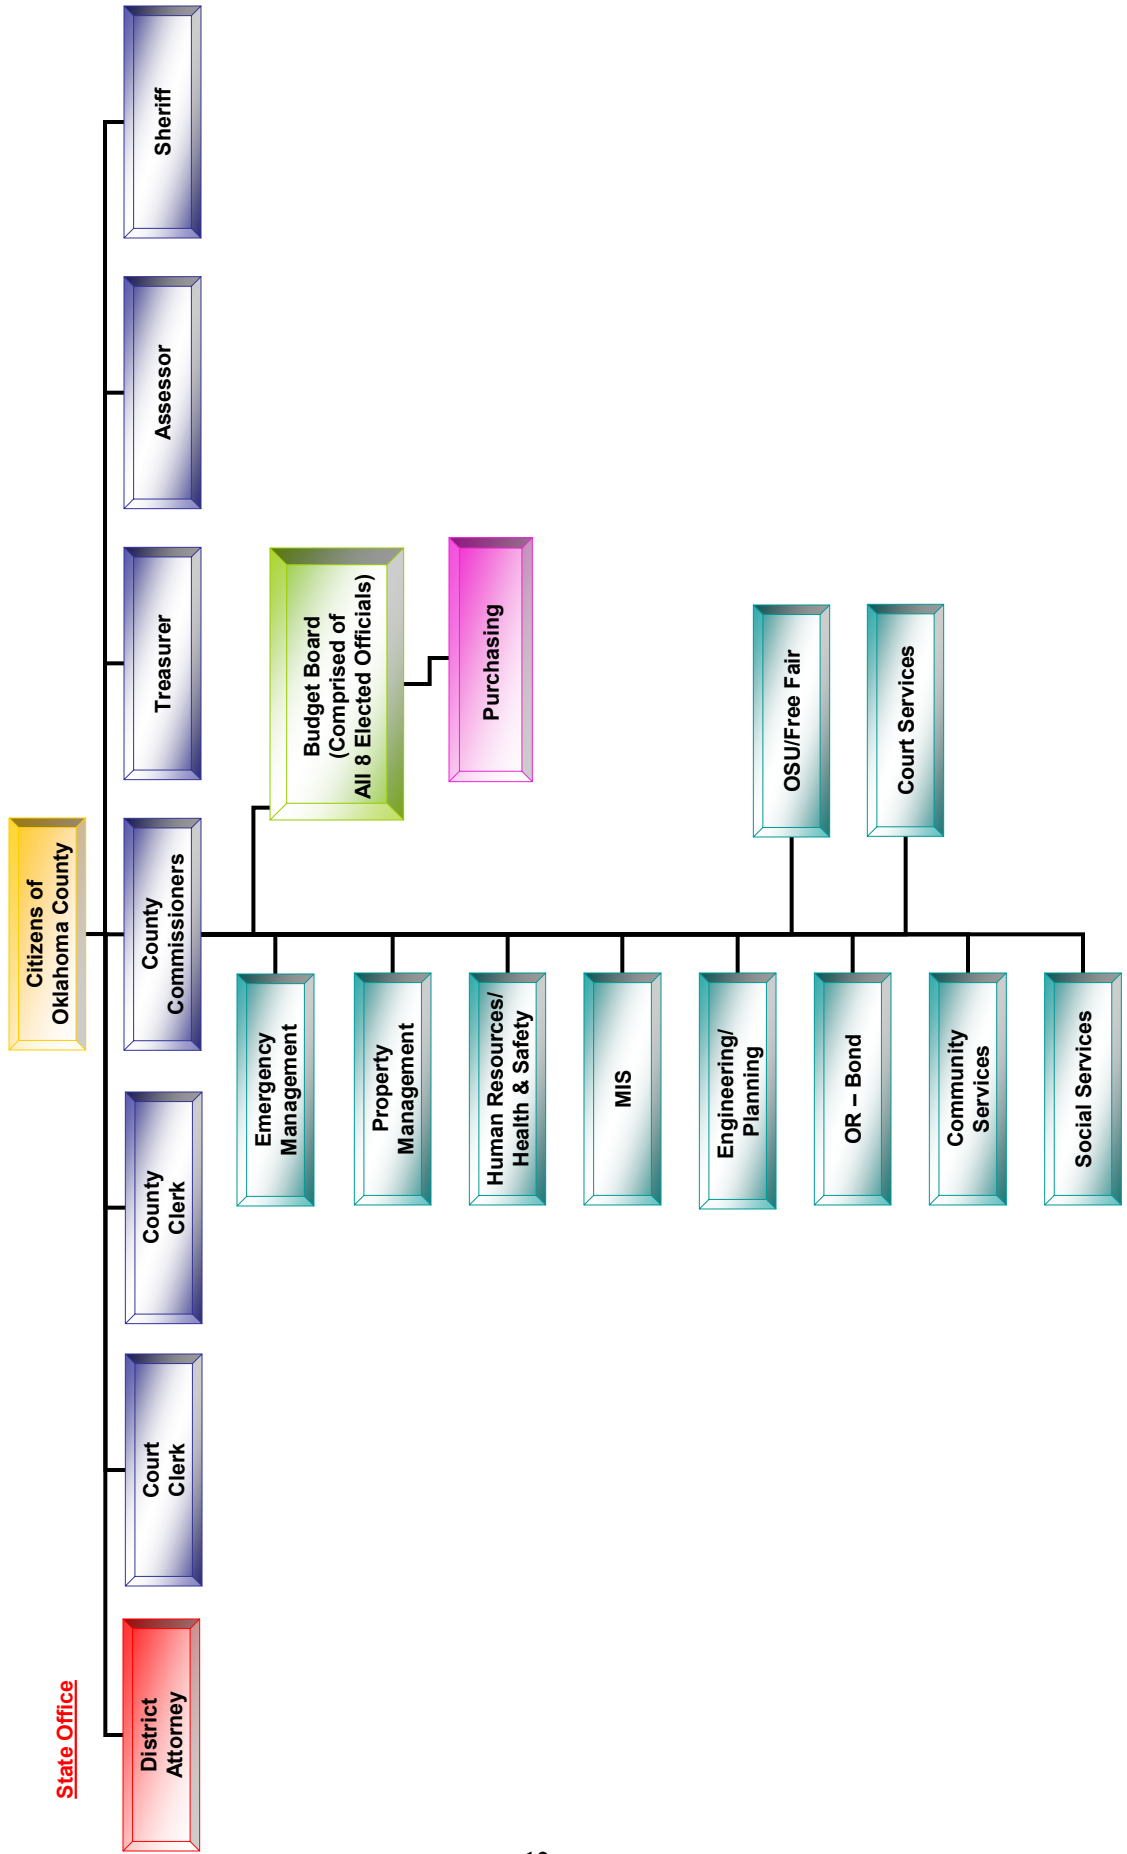 Citizens of
Oklahoma County
State Office
District
Attorney
Court
Clerk
County
Clerk
County
Commissioners
Treasurer
Assessor
Sheriff
Budget Board
(Comprised of
All 8 Elected Officials)
Purchasing
Emergency
Management
Property
Management
Human Resources/
Health & Safety
MIS
Engineering/
Planning
OSU/Free Fair
OR – Bond
Court Services
Community
Services
Social Services